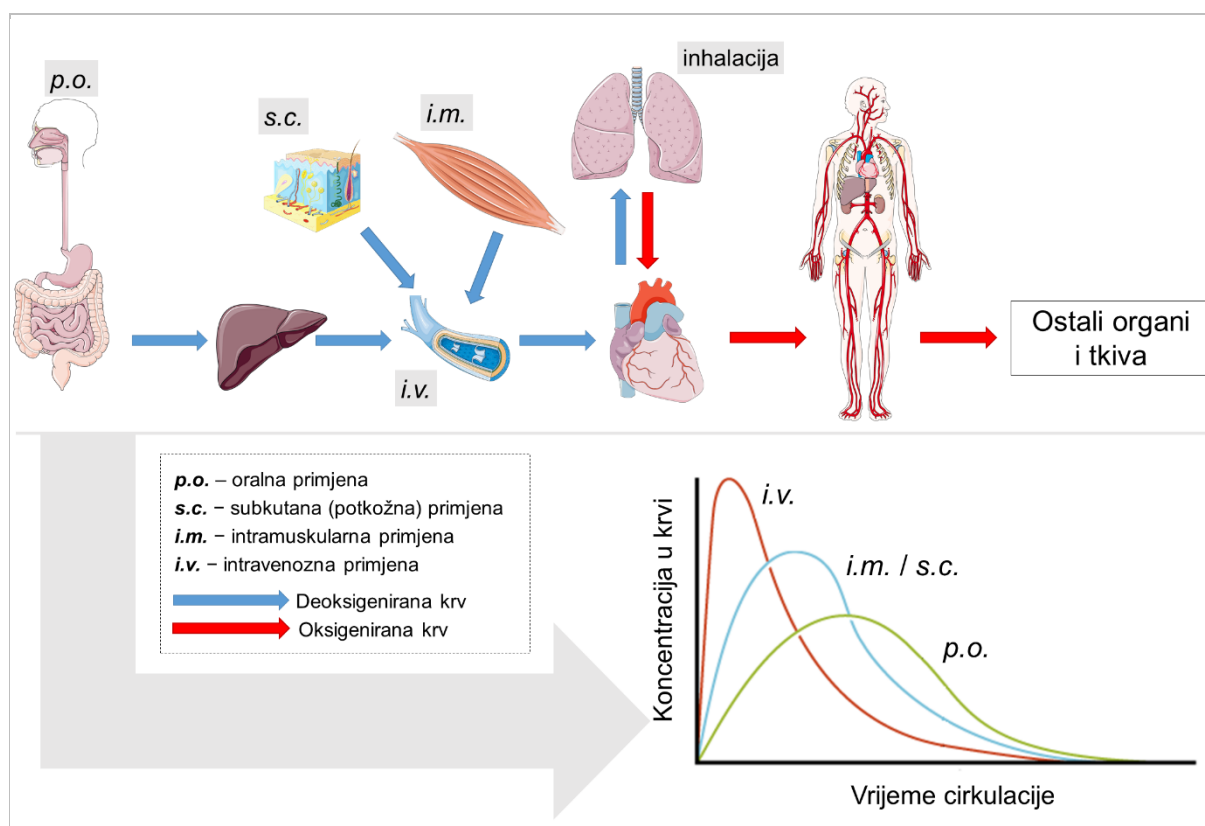 p.o.
s.c.
i.m.
inhalacija
i.v.
Ostali organi
i tkiva
p.o. – oralna primjena
s.c. – subkutana (potkožna) primjena
i.m. – intramuskularna primjena
i.v. – intravenozna primjena
Deoksigenirana krv
Oksigenirana krv
Koncentracija u krvi
i.v.
i.m. / s.c.
p.o.
Vrijeme cirkulacije